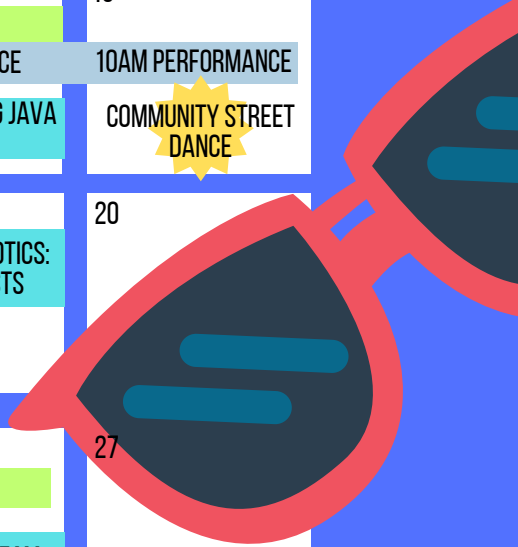 CE
10AM PERFORMANCE
G JAVA
COMMUNITY STREET
DANCE
20
OTICS:
TS
27